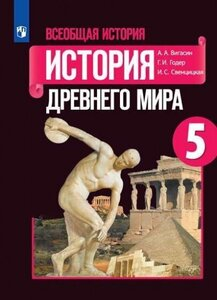 ВСЕОБЩАЯ ИСТОРИЯ
А. А. Вигасин
Г. И. Годер
И. С. Свенцицкая
ИСТОРИЯ
ДРЕВНЕГО МИРА
5